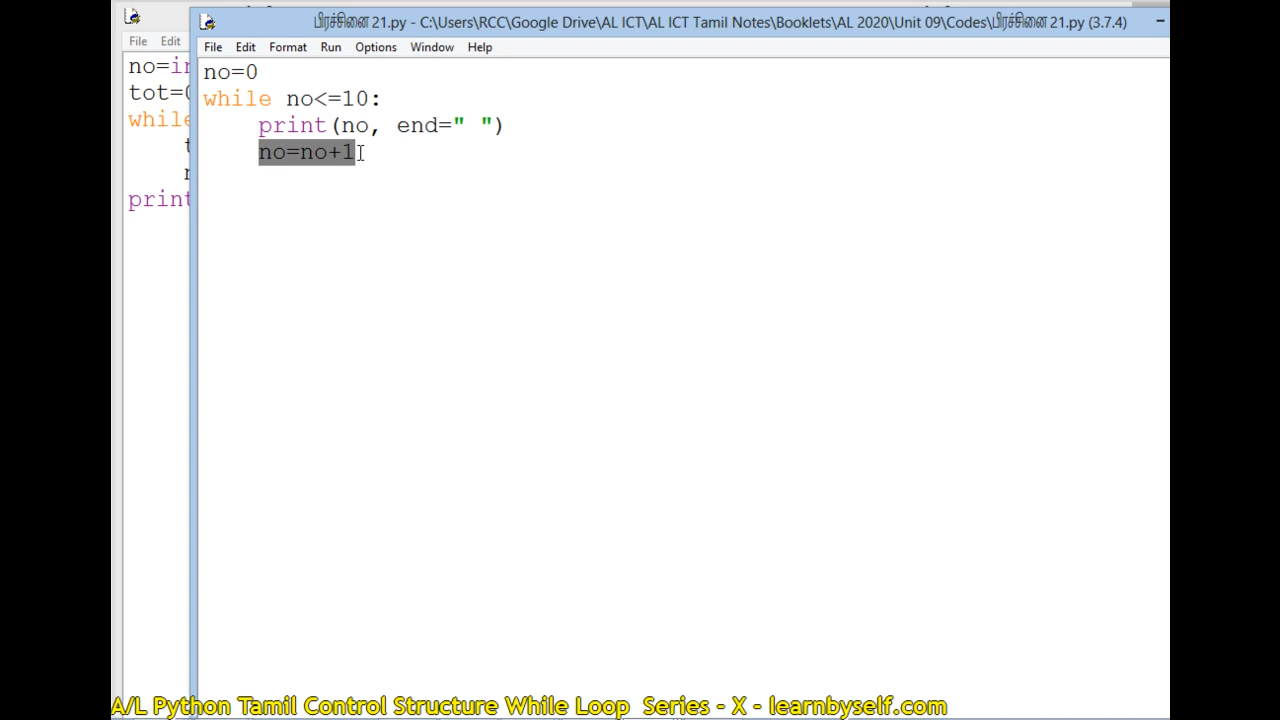 பிரச்சினை 21.py - C:\Users\RCC\Google Drive\AL ICT\AL ICT Tamil Notes\Booklets\AL 2020\Unit 09\Codes\பிரச்சினை 21.py (3.7.4)
File Edit
File Edit Format Run Options Window Help
no=in
tot=0
while
print
no=0
while no<=10:
print(no, end=" ")
no=no+1
A/L Python Tamil Control Structure While Loop Series - X - learnbyself.com